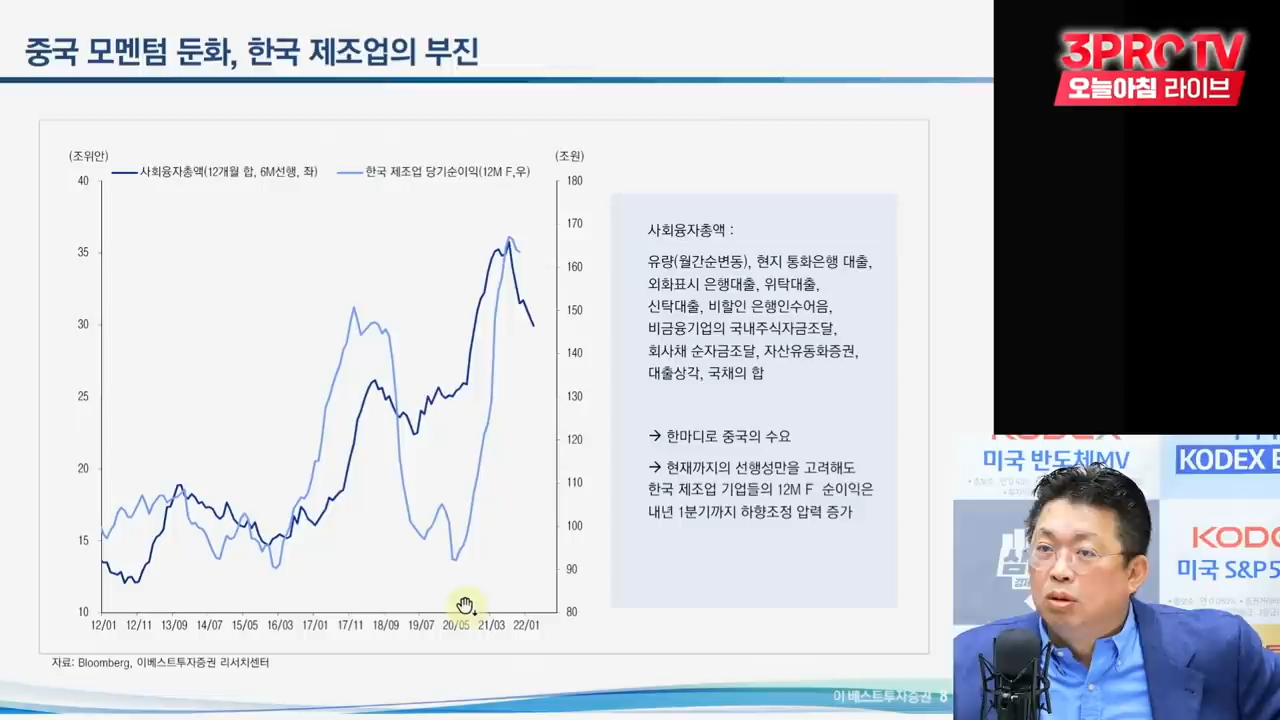 중국 모멘텀 둔화, 한국 제조업의 부진
3PRO TV
오늘아침 라이브
(조위안)
(조원)
사회융자총액(12개월 합, 6M선행, 좌)
한국 제조업 당기순이익(12M F,우)
40
35
30
25
20
15
10
180
170
160
150
140
130
120
110
100
90
80
12/01 12/11 13/09 14/07 15/05 16/03 17/01 17/11 18/09 19/07 20/05 21/03 22/01
사회융자총액 :
유량(월간순변동), 현지 통화은행 대출,
외화표시 은행대출, 위탁대출,
신탁대출, 비할인 은행인수어음,
비금융기업의 국내주식자금조달,
회사채 순자금조달, 자산유동화증권,
대출상각, 국채의 합
→ 한마디로 중국의 수요
→ 현재까지의 선행성만을 고려해도
한국 제조업 기업들의 12M F 순이익은
내년 1분기까지 하향조정 압력 증가
자료: Bloomberg, 이베스트투자증권 리서치센터
이베스트투자증권 8
KODEX
미국 반도체MV
KODEX
미국 S&P5